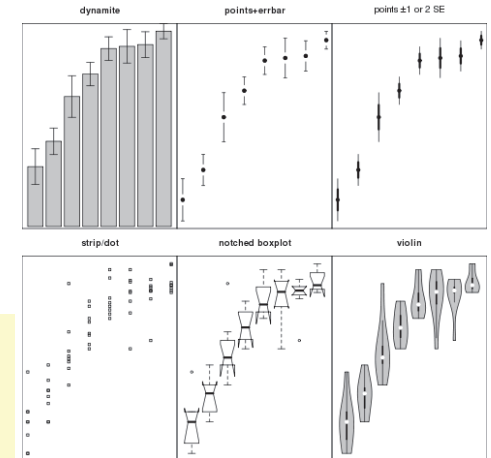 dynamite
points+errbar
points ±1 or 2 SE
strip/dot
notched boxplot
violin